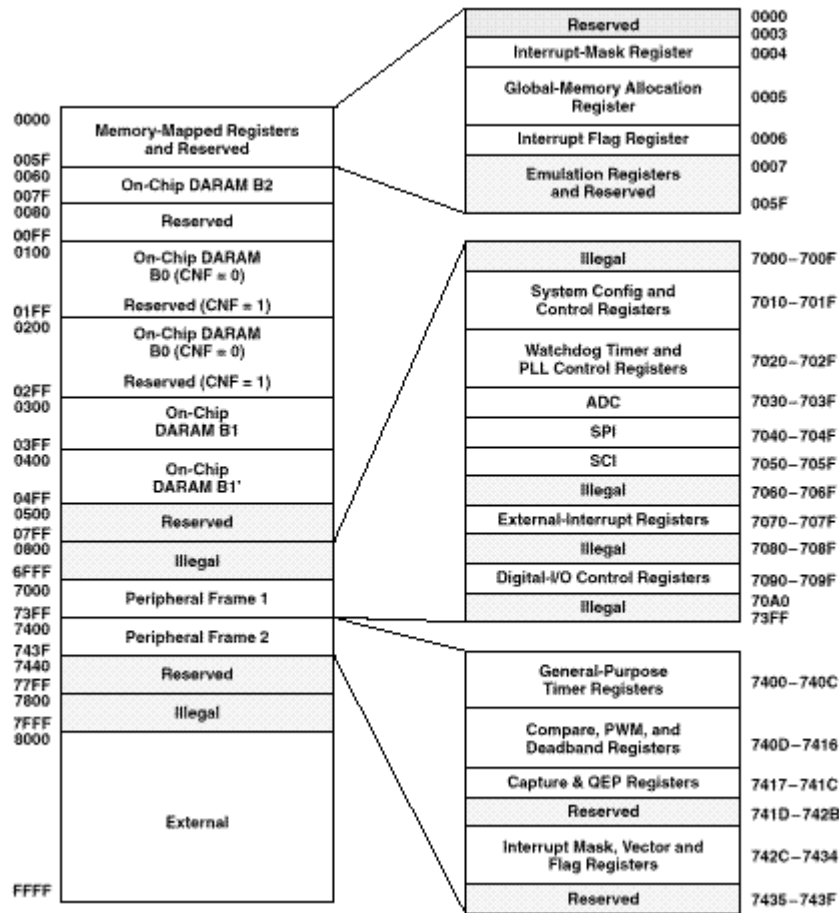 0000
Memory-Mapped Registers
and Reserved
005F
0060
On-Chip DARAM B2
007F
0080
Reserved
00FF
0100
On-Chip DARAM
B0 (CNF = 0)
Reserved (CNF = 1)
01FF
0200
On-Chip DARAM
B0 (CNF = 0)
Reserved (CNF = 1)
02FF
0300
On-Chip
DARAM B1
03FF
0400
On-Chip
DARAM B1'
04FF
0500
Reserved
07FF
0800
Illegal
6FFF
7000
Peripheral Frame 1
73FF
7400
Peripheral Frame 2
743F
7440
Reserved
77FF
7800
Illegal
7FFF
8000
External
FFFF
Reserved
0000
0003
Interrupt-Mask Register
0004
Global-Memory Allocation
Register
0005
Interrupt Flag Register
0006
Emulation Registers
and Reserved
0007
005F
Illegal
7000–700F
System Config and
Control Registers
7010–701F
Watchdog Timer and
PLL Control Registers
7020–702F
ADC
7030–703F
SPI
7040–704F
SCI
7050–705F
Illegal
7060–706F
External-Interrupt Registers
7070–707F
Illegal
7080–708F
Digital-I/O Control Registers
7090–709F
Illegal
70A0
73FF
General-Purpose
Timer Registers
7400–740C
Compare, PWM, and
Deadband Registers
740D–7416
Capture & QEP Registers
7417–741C
Reserved
741D–742B
Interrupt Mask, Vector and
Flag Registers
742C–7434
Reserved
7435–743F